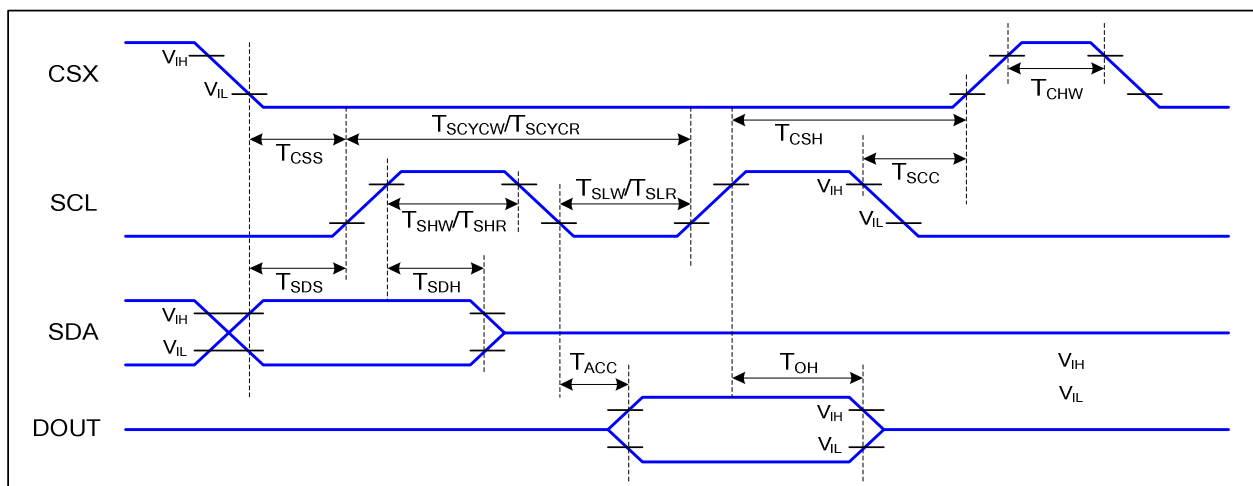 CSX
VIH
VIL
TCHW
TSCYCW/TSCYCR
TCSS
TCSH
TSCC
SCL
TSLW/TSLR
VIH
TSHW/TSHR
VIL
TSDS
TSDH
SDA
VIH
VIL
TACC
TOH
VIH
VIL
DOUT
VIH
VIL